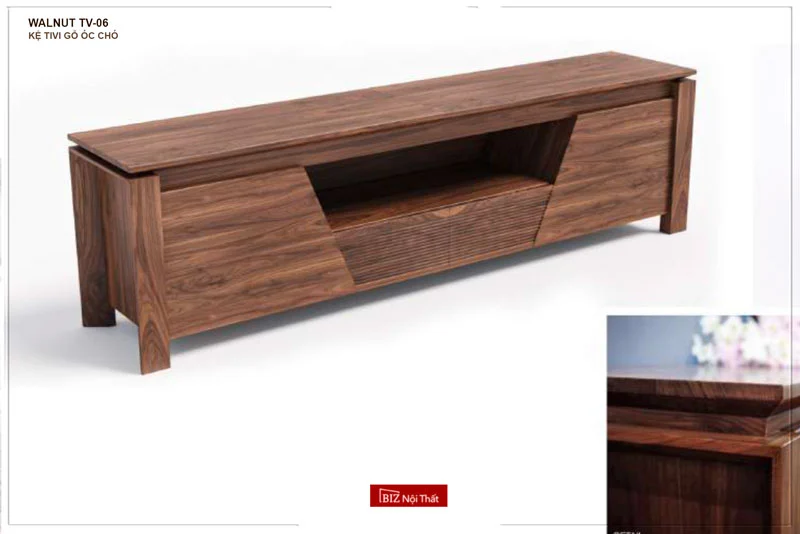 WALNUT TV-06
KỆ TIVI GỖ ÓC CHÓ
BIZ Nội Thất